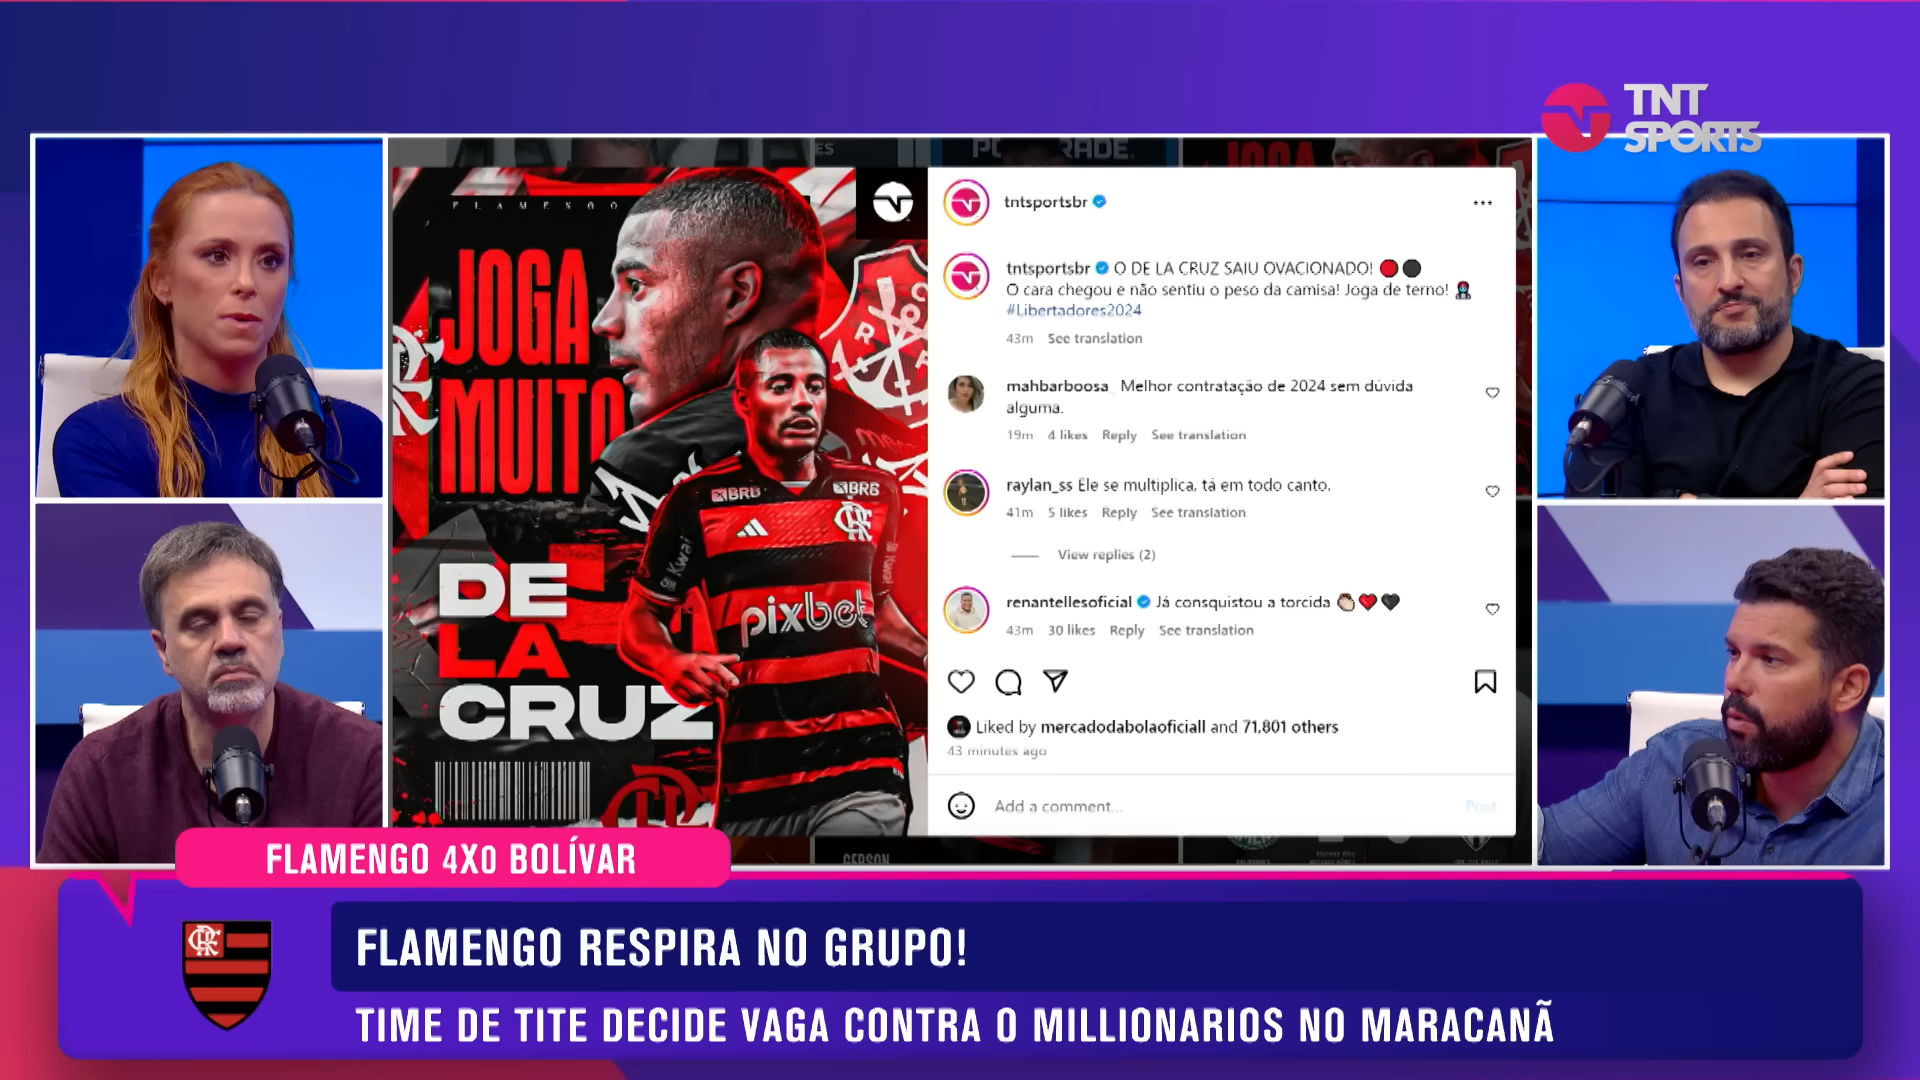 TNT
SPORTS
FLAMENGO
JOGA
MUITO
DE
LA
CRUZ
BRB
BRB
Kwai
pixbet
tntsportsbr
tntsportsbr O DE LA CRUZ SAIU OVACIONADO!
O cara chegou e não sentiu o peso da camisa! Joga de terno!
#Libertadores2024
43m See translation
mahbarboosa_ Melhor contratação de 2024 sem dúvida
alguma.
19m 4 likes Reply See translation
raylan_ss Ele se multiplica, tá em todo canto.
41m 5 likes Reply See translation
View replies (2)
renantellesoficial Já consquistou a torcida
43m 30 likes Reply See translation
Liked by mercadodabolaoficiall and 71.801 others
43 minutes ago
Add a comment...
Post
GERSON
FLAMENGO 4X0 BOLÍVAR
FLAMENGO RESPIRA NO GRUPO!
TIME DE TITE DECIDE VAGA CONTRA O MILLIONARIOS NO MARACANÃ